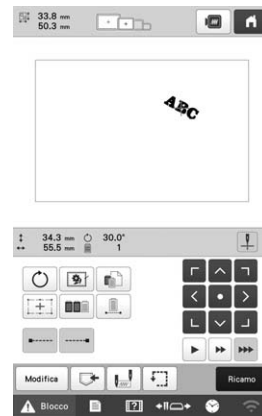 33.8 mm
50.3 mm
ABC
34.3 mm 30.0°
55.5 mm 1
Modifica
Ricamo
Blocco